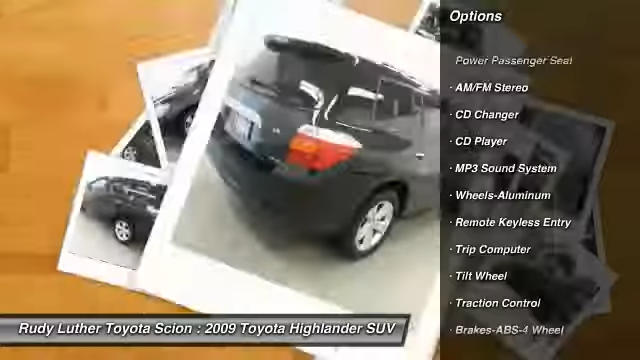 Options
Power Passenger Seat
· AM/FM Stereo
· CD Changer
· CD Player
· MP3 Sound System
· Wheels-Aluminum
· Remote Keyless Entry
· Trip Computer
· Tilt Wheel
· Traction Control
· Brakes-ABS-4 Wheel
Rudy Luther Toyota Scion : 2009 Toyota Highlander SUV